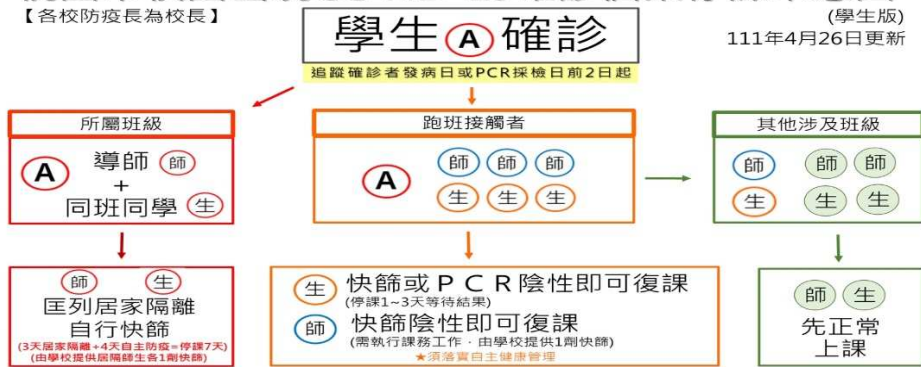 【各校防疫長為校長】
(學生版)
111年4月26日更新
學生Ⓐ確診
追蹤確診者發病日或PCR採檢日前2日起
所屬班級
A 導師 師
+
同班同學 生
師 生
匡列居家隔離
自行快篩
(3天居家隔離+4天自主防疫=停課7天)
(由學校提供居隔師生各1劑快篩)
跑班接觸者
A 師 師 師
生 生 生
生 快篩或PCR陰性即可復課
(停課1~3天等待結果)
師 快篩陰性即可復課
(需執行課務工作，由學校提供1劑快篩)
★須落實自主健康管理
其他涉及班級
師 師 師
生 生 生
師 生
先正常
上課